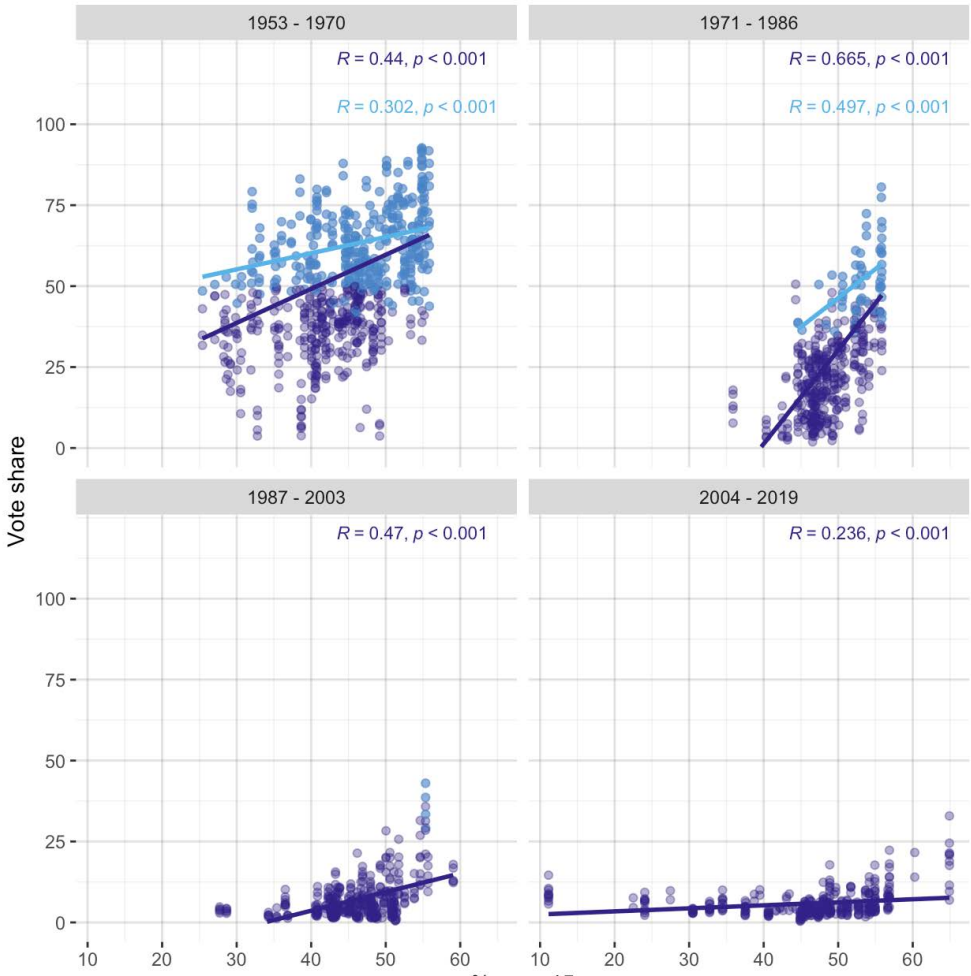 1953 - 1970
1971 - 1986
R = 0.44, p < 0.001
R = 0.665, p < 0.001
R = 0.302, p < 0.001
R = 0.497, p < 0.001
100
75
50
25
0
Vote share
1987 - 2003
2004 - 2019
R = 0.47, p < 0.001
R = 0.236, p < 0.001
100
75
50
25
0
10 20 30 40 50 60 10 20 30 40 50 60